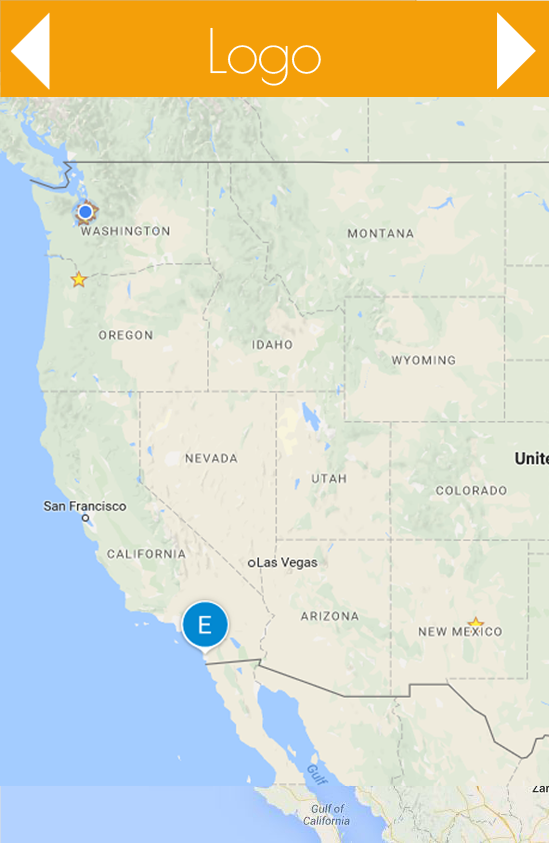 Logo
WASHINGTON
MONTANA
OREGON
IDAHO
WYOMING
NEVADA
Unite
UTAH
COLORADO
San Francisco
CALIFORNIA
Las Vegas
ARIZONA
E
NEW MEXICO
Gulf
Gulf of
California